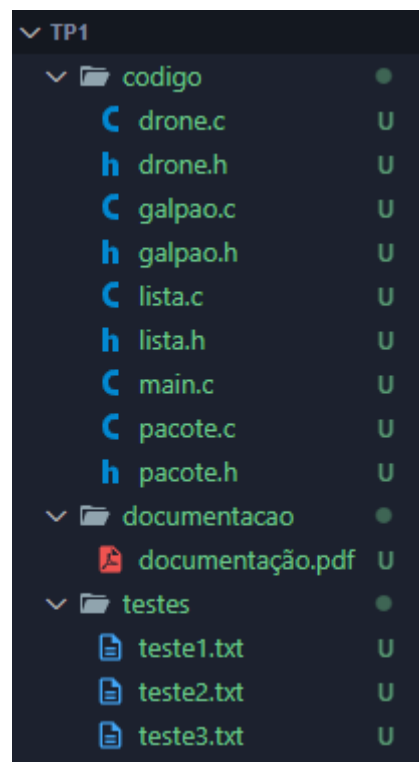 TP1
codigo
C drone.c U
h drone.h U
C galpao.c U
h galpao.h U
C lista.c U
h lista.h U
C main.c U
C pacote.c U
h pacote.h U
documentacao
documentação.pdf U
testes
teste1.txt U
teste2.txt U
teste3.txt U